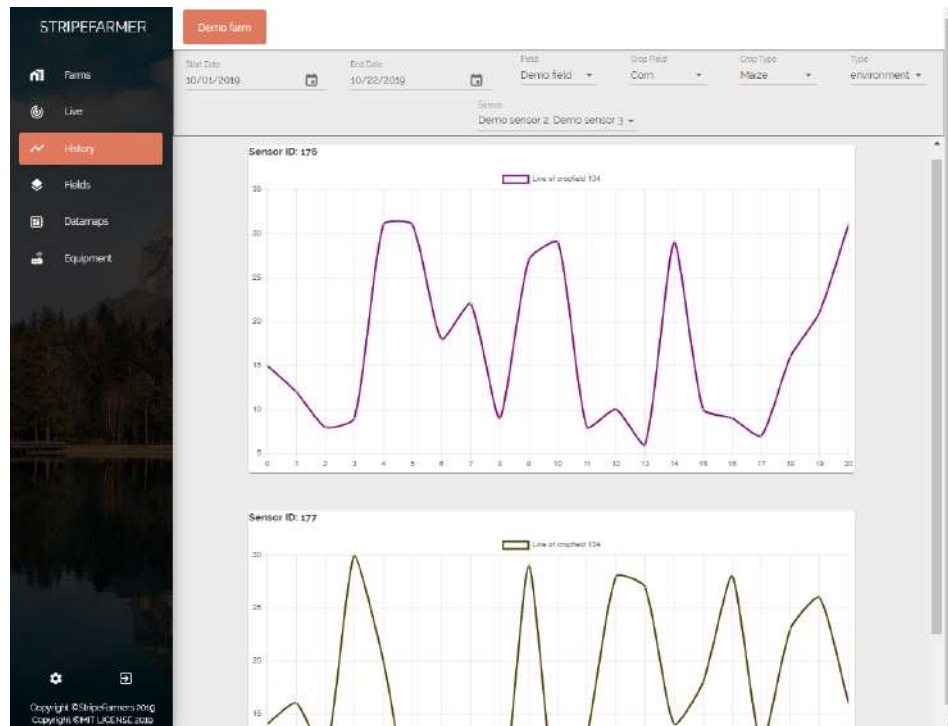 STRIPEFARMER
Demo farm
Farms
Live
History
Fields
Datamaps
Equipment
Start Date
10/01/2019
End Date
10/22/2019
Field
Demo field
Crop Field
Corn
Crop Type
Maize
Type
environment
Sensor
Demo sensor 2, Demo sensor 3
Sensor ID: 176
Line of cropfield 134
35
30
25
20
15
10
5
0 1 2 3 4 5 6 7 8 9 10 11 12 13 14 15 16 17 18 19 20
Sensor ID: 177
Line of cropfield 134
30
25
20
15
Copyright ©StripeFarmers 2019
Copyright ©MIT LICENSE 2019